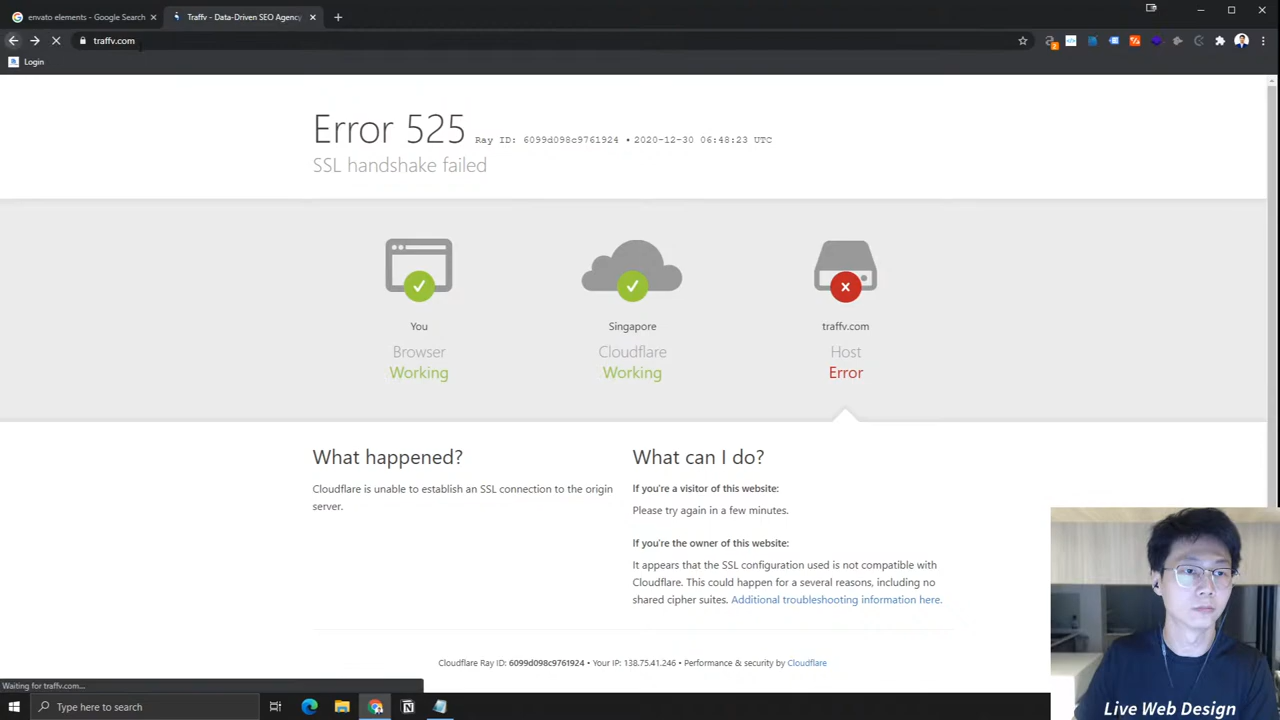 envato elements - Google Search
Traffv - Data-Driven SEO Agency
traffv.com
Login
Error 525 Ray ID: 6099d098c9761924 • 2020-12-30 06:48:23 UTC
SSL handshake failed
You
Browser
Working
Singapore
Cloudflare
Working
traffv.com
Host
Error
What happened?
Cloudflare is unable to establish an SSL connection to the origin
server.
What can I do?
If you're a visitor of this website:
Please try again in a few minutes.
If you're the owner of this website:
It appears that the SSL configuration used is not compatible with
Cloudflare. This could happen for a several reasons, including no
shared cipher suites. Additional troubleshooting information here.
Cloudflare Ray ID: 6099d098c9761924 • Your IP: 138.75.41.246 • Performance & security by Cloudflare
Waiting for traffv.com...
Type here to search
Live Web Design